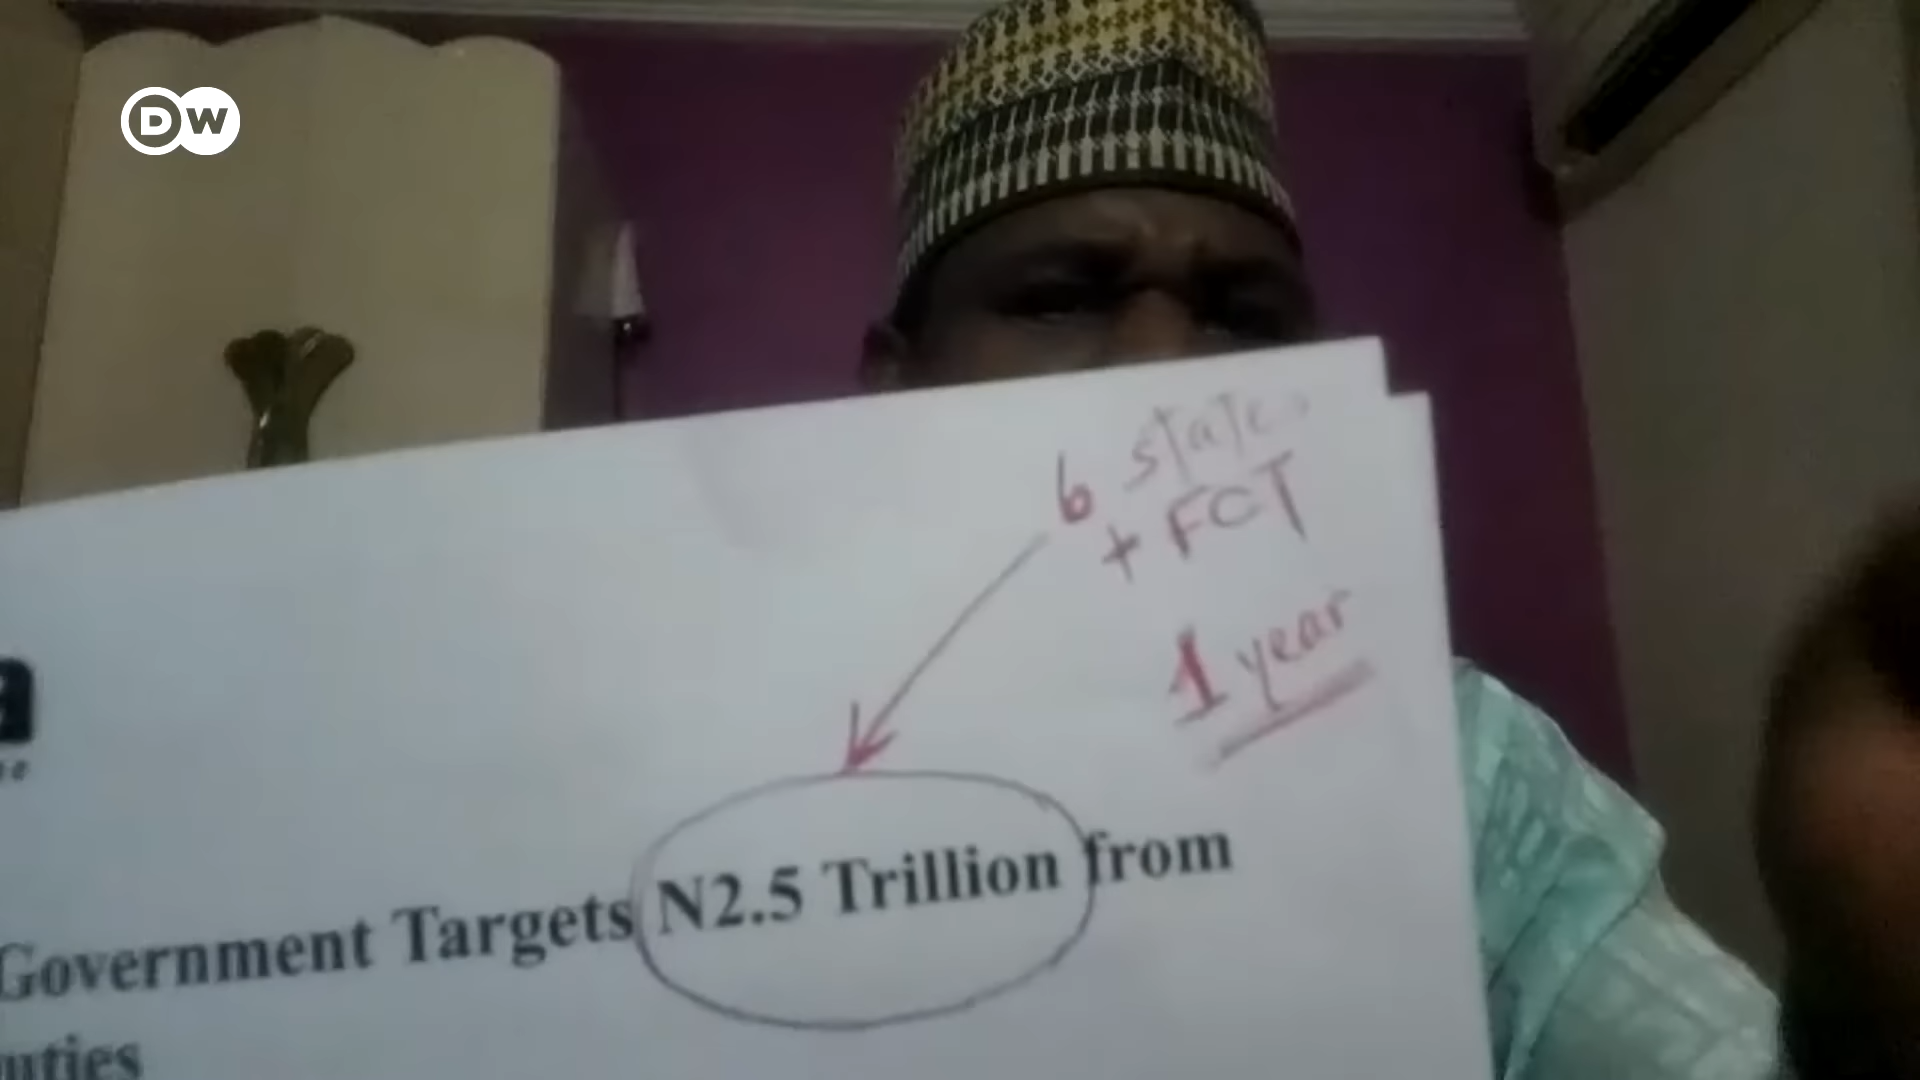 DW
6 states
+ FCT
1 year
Government Targets N2.5 Trillion from